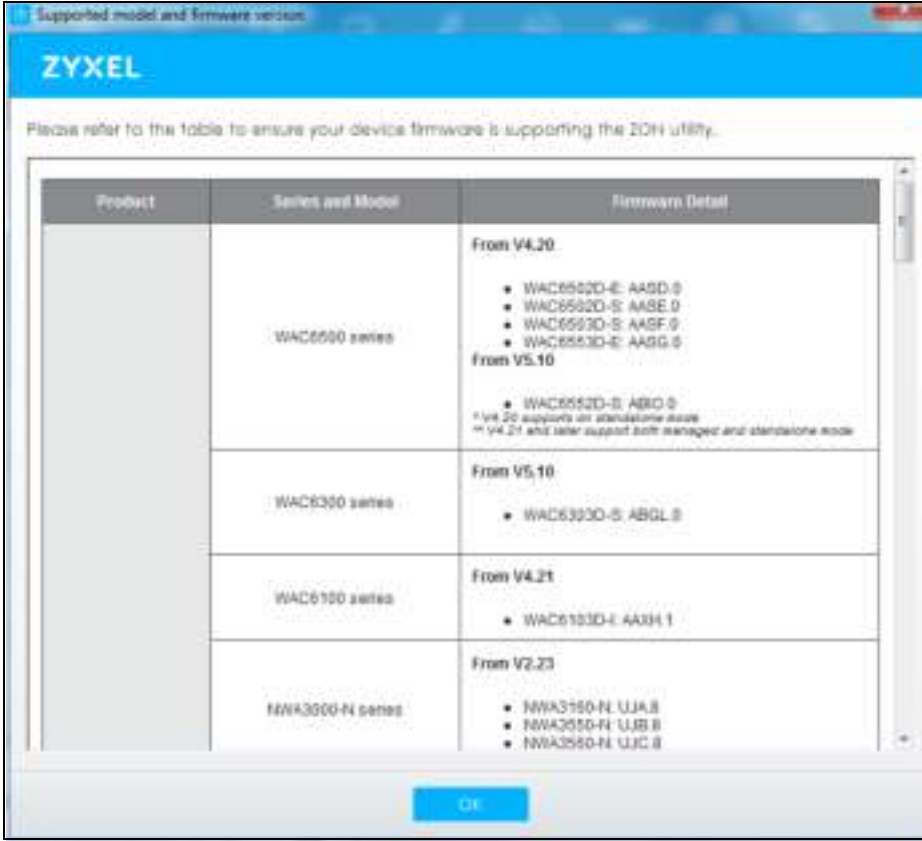 Supported model and firmware version
ZYXEL
Please refer to the table to ensure your device firmware is supporting the ZON utility.
Product Series and Model Firmware Detail
WAC6500 series
From V4.20
WAC6502D-E: AASD.0
WAC6502D-S: AASE.0
WAC6503D-S: AASF.0
WAC6553D-E: AASG.0
From V5.10
WAC6552D-S: ABIO.0
* V4.20 supports on standalone mode
** V4.21 and later support both managed and standalone mode
WAC6300 series
From V5.10
WAC6303D-S: ABGL.0
WAC6100 series
From V4.21
WAC6103D-I: AAXH.1
NWA3000-N series
From V2.23
NWA3160-N: UJA.8
NWA3550-N: UJB.8
NWA3560-N: UJC.8
OK